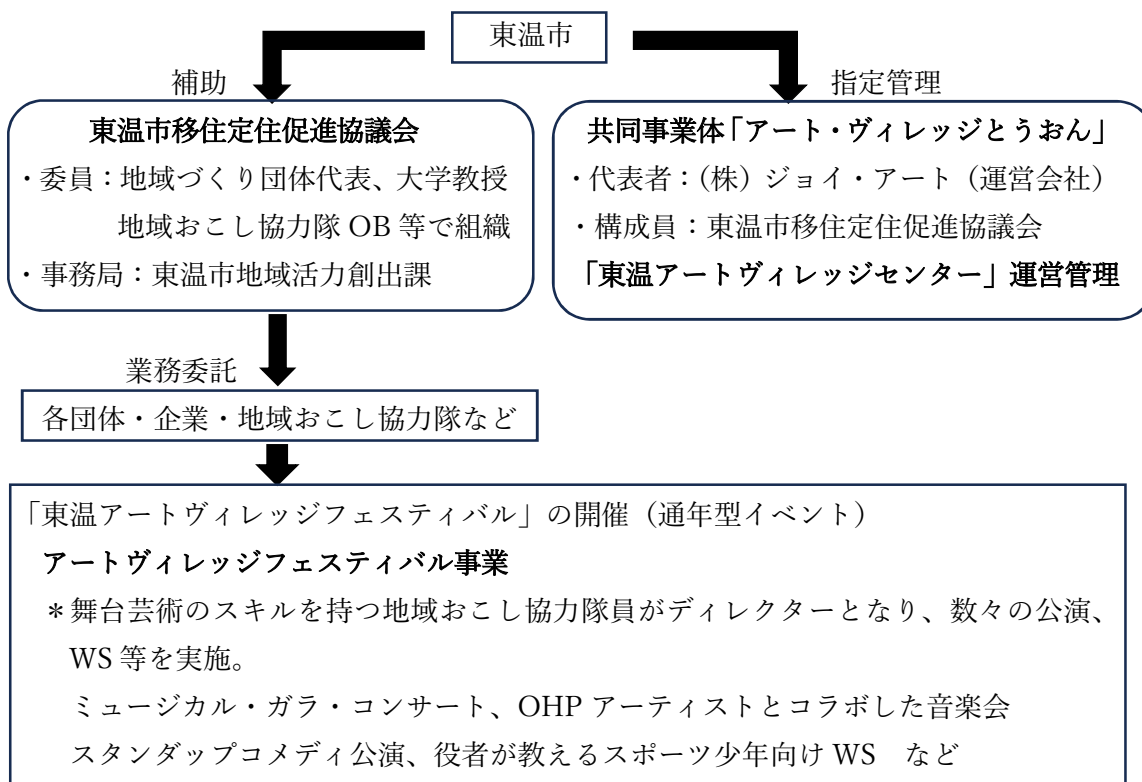 東温市
補助
指定管理
東温市移住定住促進協議会
・委員：地域づくり団体代表、大学教授
地域おこし協力隊 OB 等で組織
・事務局：東温市地域活力創出課
共同事業体「アート・ヴィレッジとうおん」
・代表者：(株) ジョイ・アート（運営会社）
・構成員：東温市移住定住促進協議会
「東温アートヴィレッジセンター」運営管理
業務委託
各団体・企業・地域おこし協力隊など
「東温アートヴィレッジフェスティバル」の開催（通年型イベント）
アートヴィレッジフェスティバル事業
＊舞台芸術のスキルを持つ地域おこし協力隊員がディレクターとなり、数々の公演、
WS 等を実施。
ミュージカル・ガラ・コンサート、OHP アーティストとコラボした音楽会
スタンダップコメディ公演、役者が教えるスポーツ少年向け WS　など